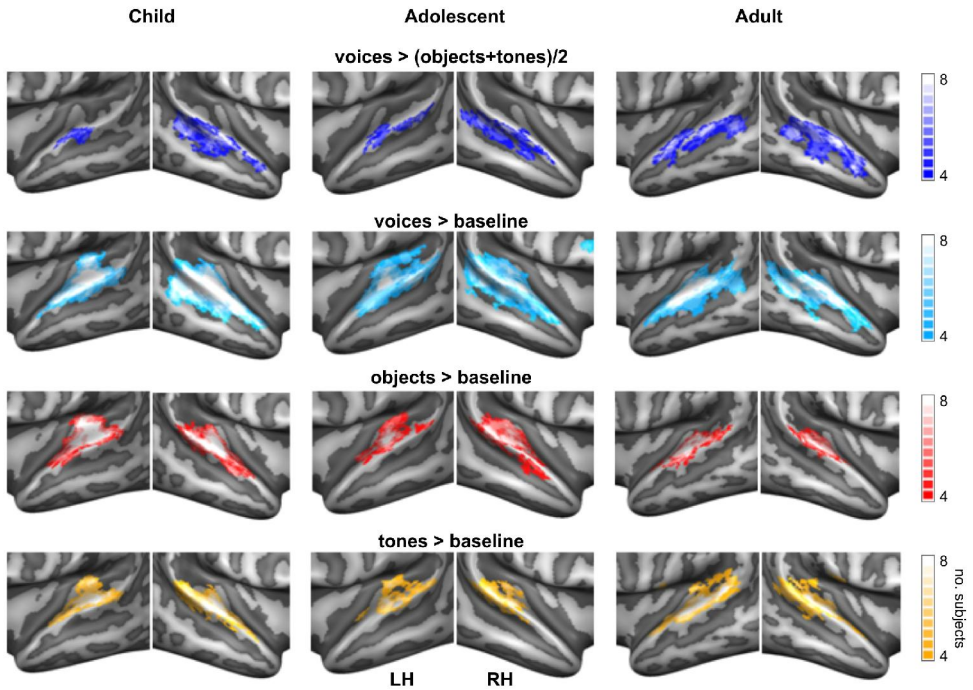 Child Adolescent Adult
voices > (objects+tones)/2
8
4
voices > baseline
8
4
objects > baseline
8
4
tones > baseline
8
4
no. subjects
LH RH